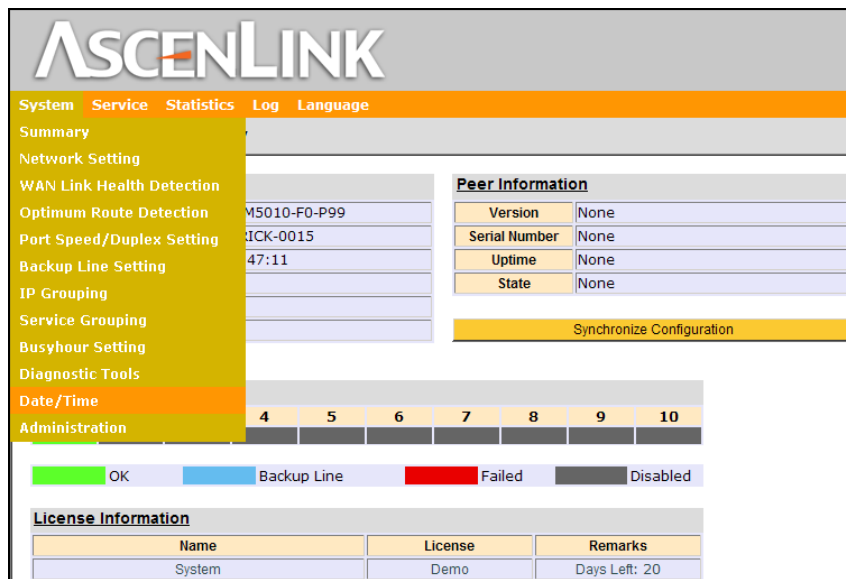 ASCENLINK
System Service Statistics Log Language
Summary
Network Setting
WAN Link Health Detection
Optimum Route Detection
Port Speed/Duplex Setting
Backup Line Setting
IP Grouping
Service Grouping
Busyhour Setting
Diagnostic Tools
Date/Time
Administration
M5010-F0-P99
RICK-0015
47:11
Peer Information
Version None
Serial Number None
Uptime None
State None
Synchronize Configuration
4 5 6 7 8 9 10
OK Backup Line Failed Disabled
License Information
Name License Remarks
System Demo Days Left: 20